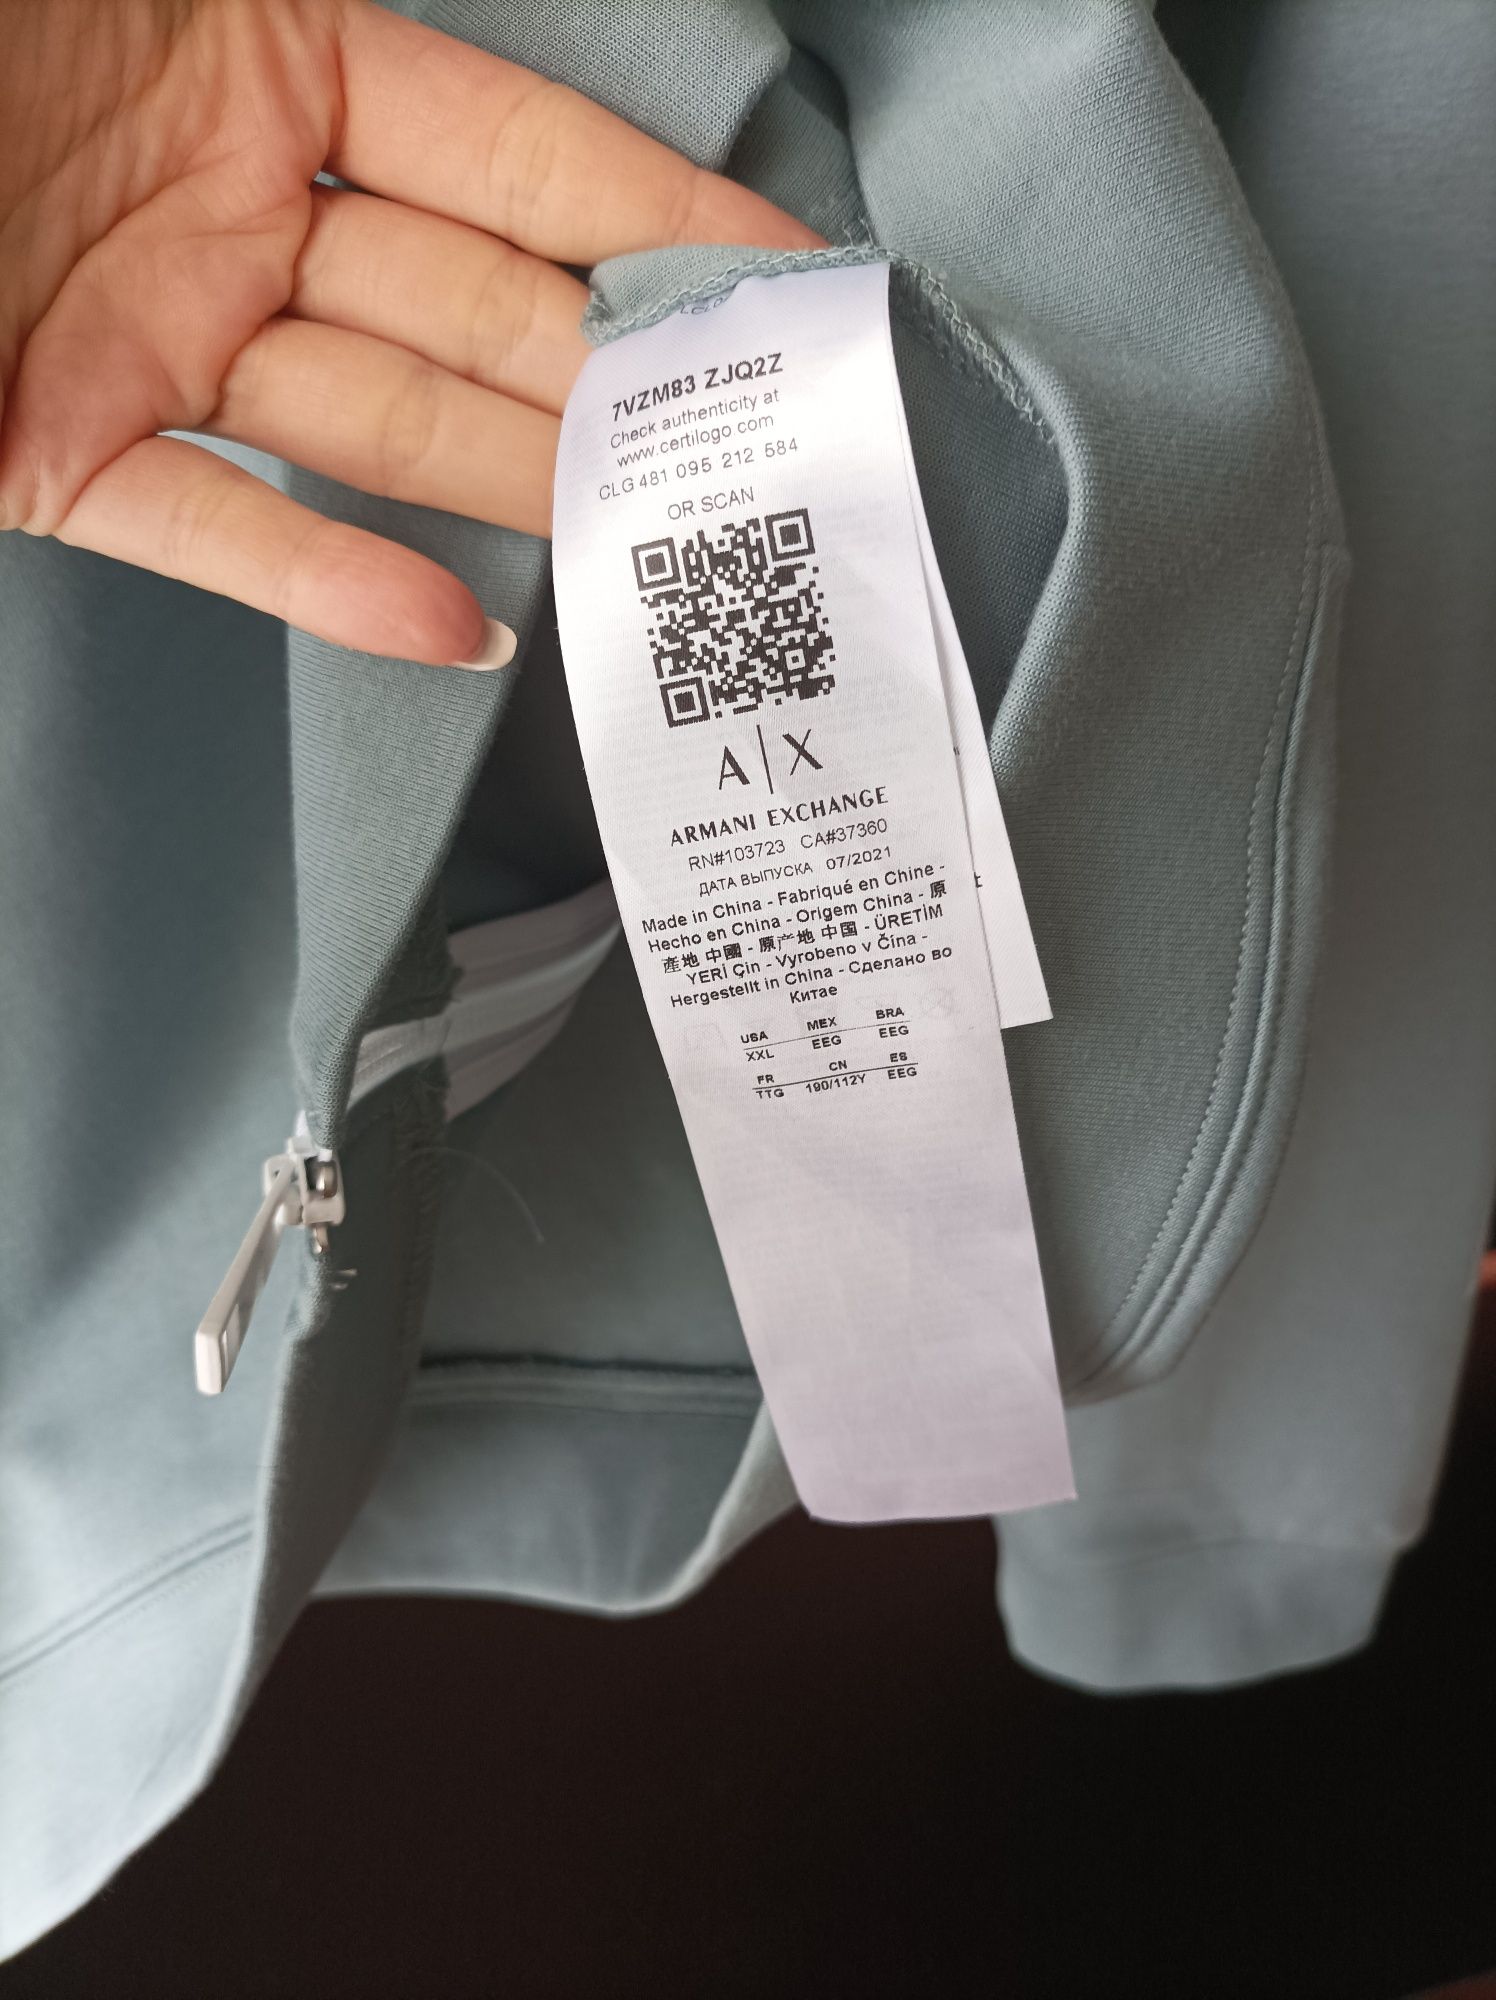 7VZM83 ZJQ2Z
Check authenticity at
www.certilogo.com
CLG 481 095 212 584
OR SCAN
A|X
ARMANI EXCHANGE
RN#103723 CA#37360
ДАТА ВЫПУСКА 07/2021
Made in China - Fabriqué en Chine -
Hecho en China - Origem China - 原
產地 中國 - 原产地 中国 - ÜRETİM
YERİ Çin - Vyrobeno v Čína -
Hergestellt in China - Сделано во
Китае
USA MEX BRA
XXL EEG EEG
FR CN ES
TTG 190/112Y EEG